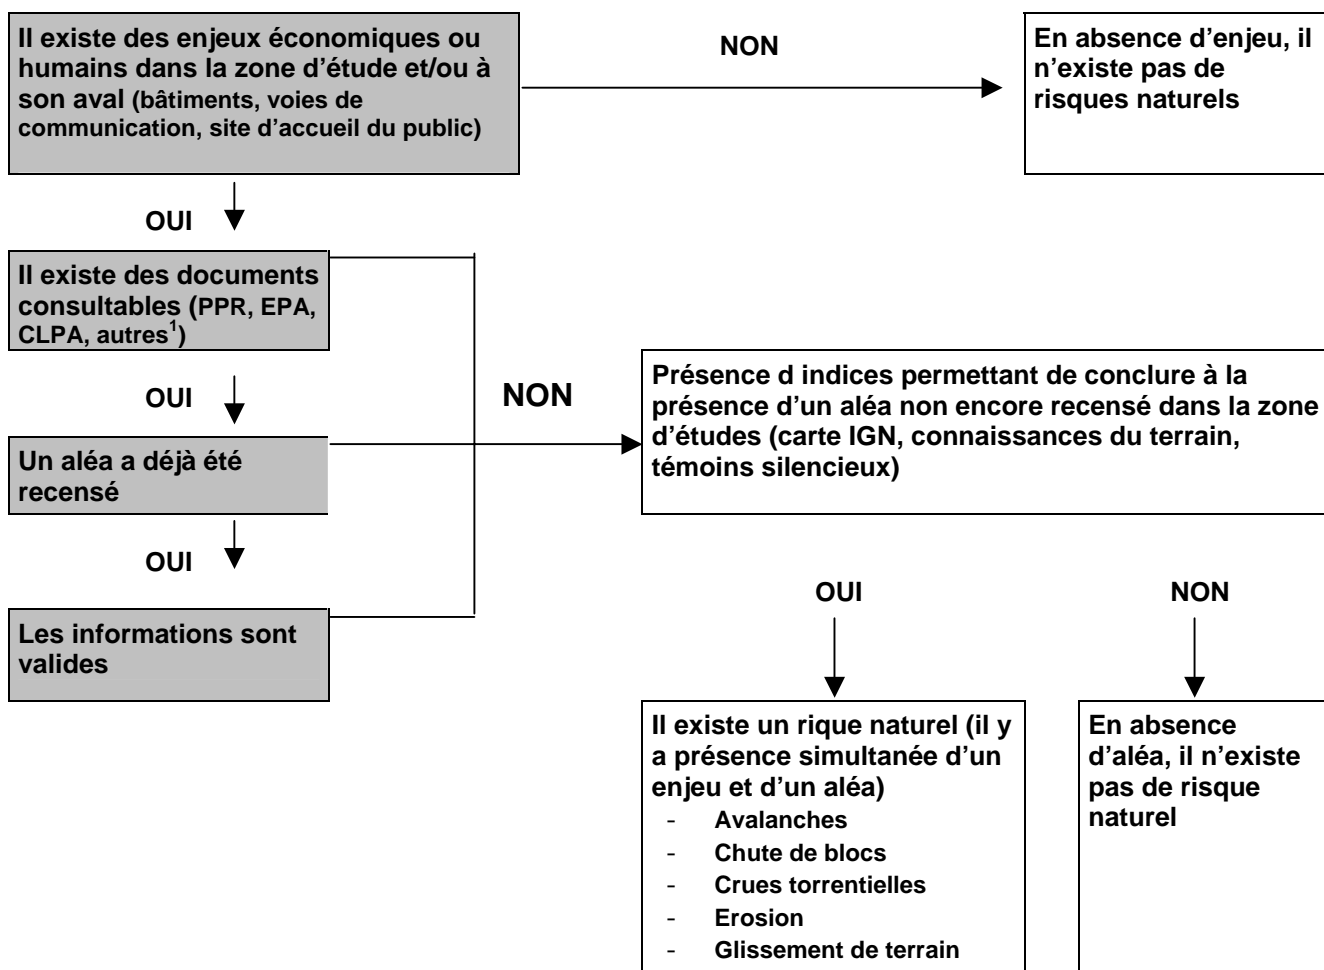 Il existe des enjeux économiques ou
humains dans la zone d’étude et/ou à
son aval (bâtiments, voies de
communication, site d’accueil du public)
NON
En absence d’enjeu, il
n’existe pas de
risques naturels
OUI
Il existe des documents
consultables (PPR, EPA,
CLPA, autres¹)
OUI
NON
Présence d indices permettant de conclure à la
présence d’un aléa non encore recensé dans la zone
d’études (carte IGN, connaissances du terrain,
témoins silencieux)
Un aléa a déjà été
recensé
OUI
Les informations sont
valides
OUI
NON
Il existe un rique naturel (il y
a présence simultanée d’un
enjeu et d’un aléa)
- Avalanches
- Chute de blocs
- Crues torrentielles
- Erosion
- Glissement de terrain
En absence
d’aléa, il n’existe
pas de risque
naturel